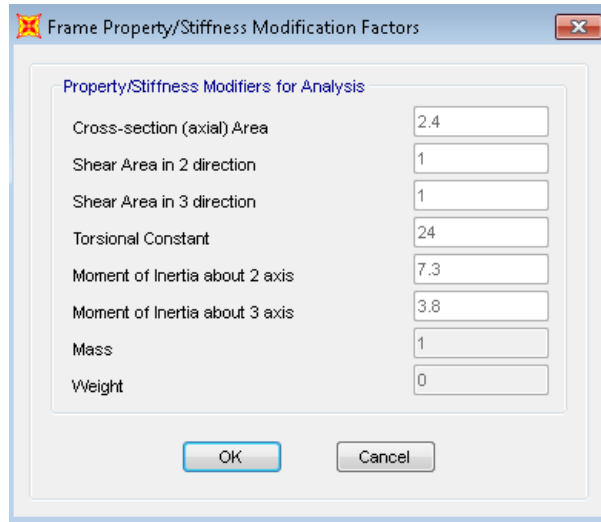 Frame Property/Stiffness Modification Factors
Property/Stiffness Modifiers for Analysis
Cross-section (axial) Area 2.4
Shear Area in 2 direction 1
Shear Area in 3 direction 1
Torsional Constant 24
Moment of Inertia about 2 axis 7.3
Moment of Inertia about 3 axis 3.8
Mass 1
Weight 0
OK Cancel